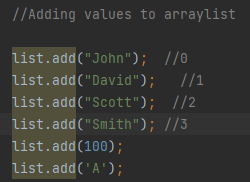 //Adding values to arraylist
list.add("John");  //0
list.add("David");   //1
list.add("Scott");  //2
list.add("Smith"); //3
list.add(100);
list.add('A');